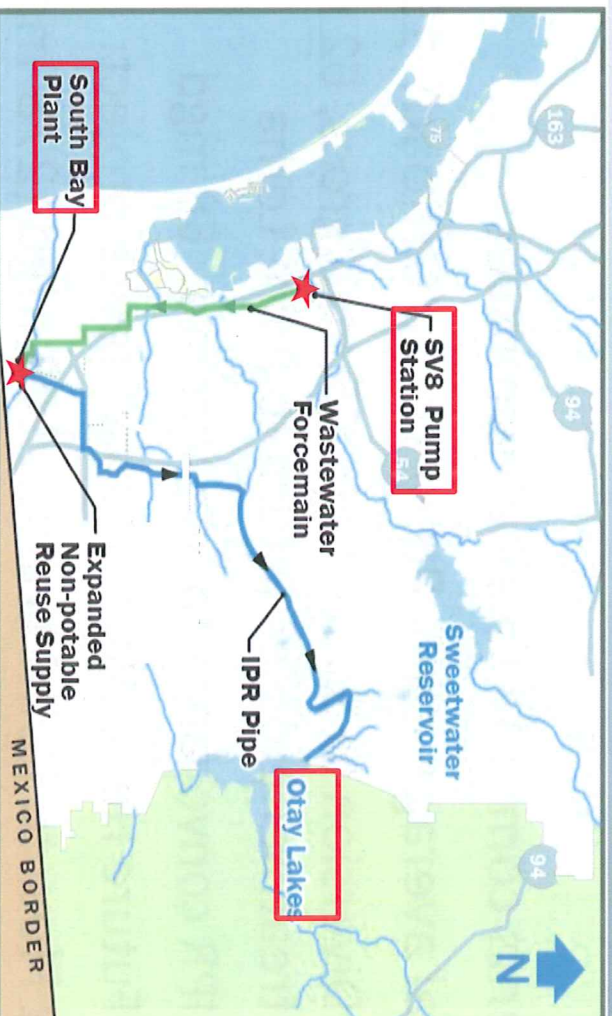 163
94
94
N
75
SV8 Pump
Station
54
Sweetwater
Reservoir
Wastewater
Forcemain
Otay Lakes
IPR Pipe
South Bay
Plant
Expanded
Non-potable
Reuse Supply
MEXICO BORDER